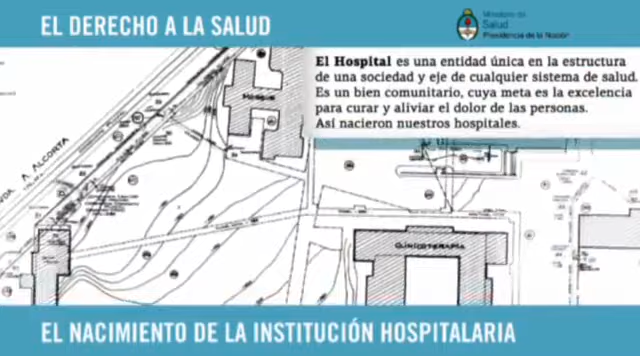 EL DERECHO A LA SALUD
Ministerio de
Salud
Presidencia de la Nación
El Hospital es una entidad única en la estructura
de una sociedad y eje de cualquier sistema de salud.
Es un bien comunitario, cuya meta es la excelencia
para curar y aliviar el dolor de las personas.
Así nacieron nuestros hospitales.
A. ALCORTA
EL NACIMIENTO DE LA INSTITUCIÓN HOSPITALARIA